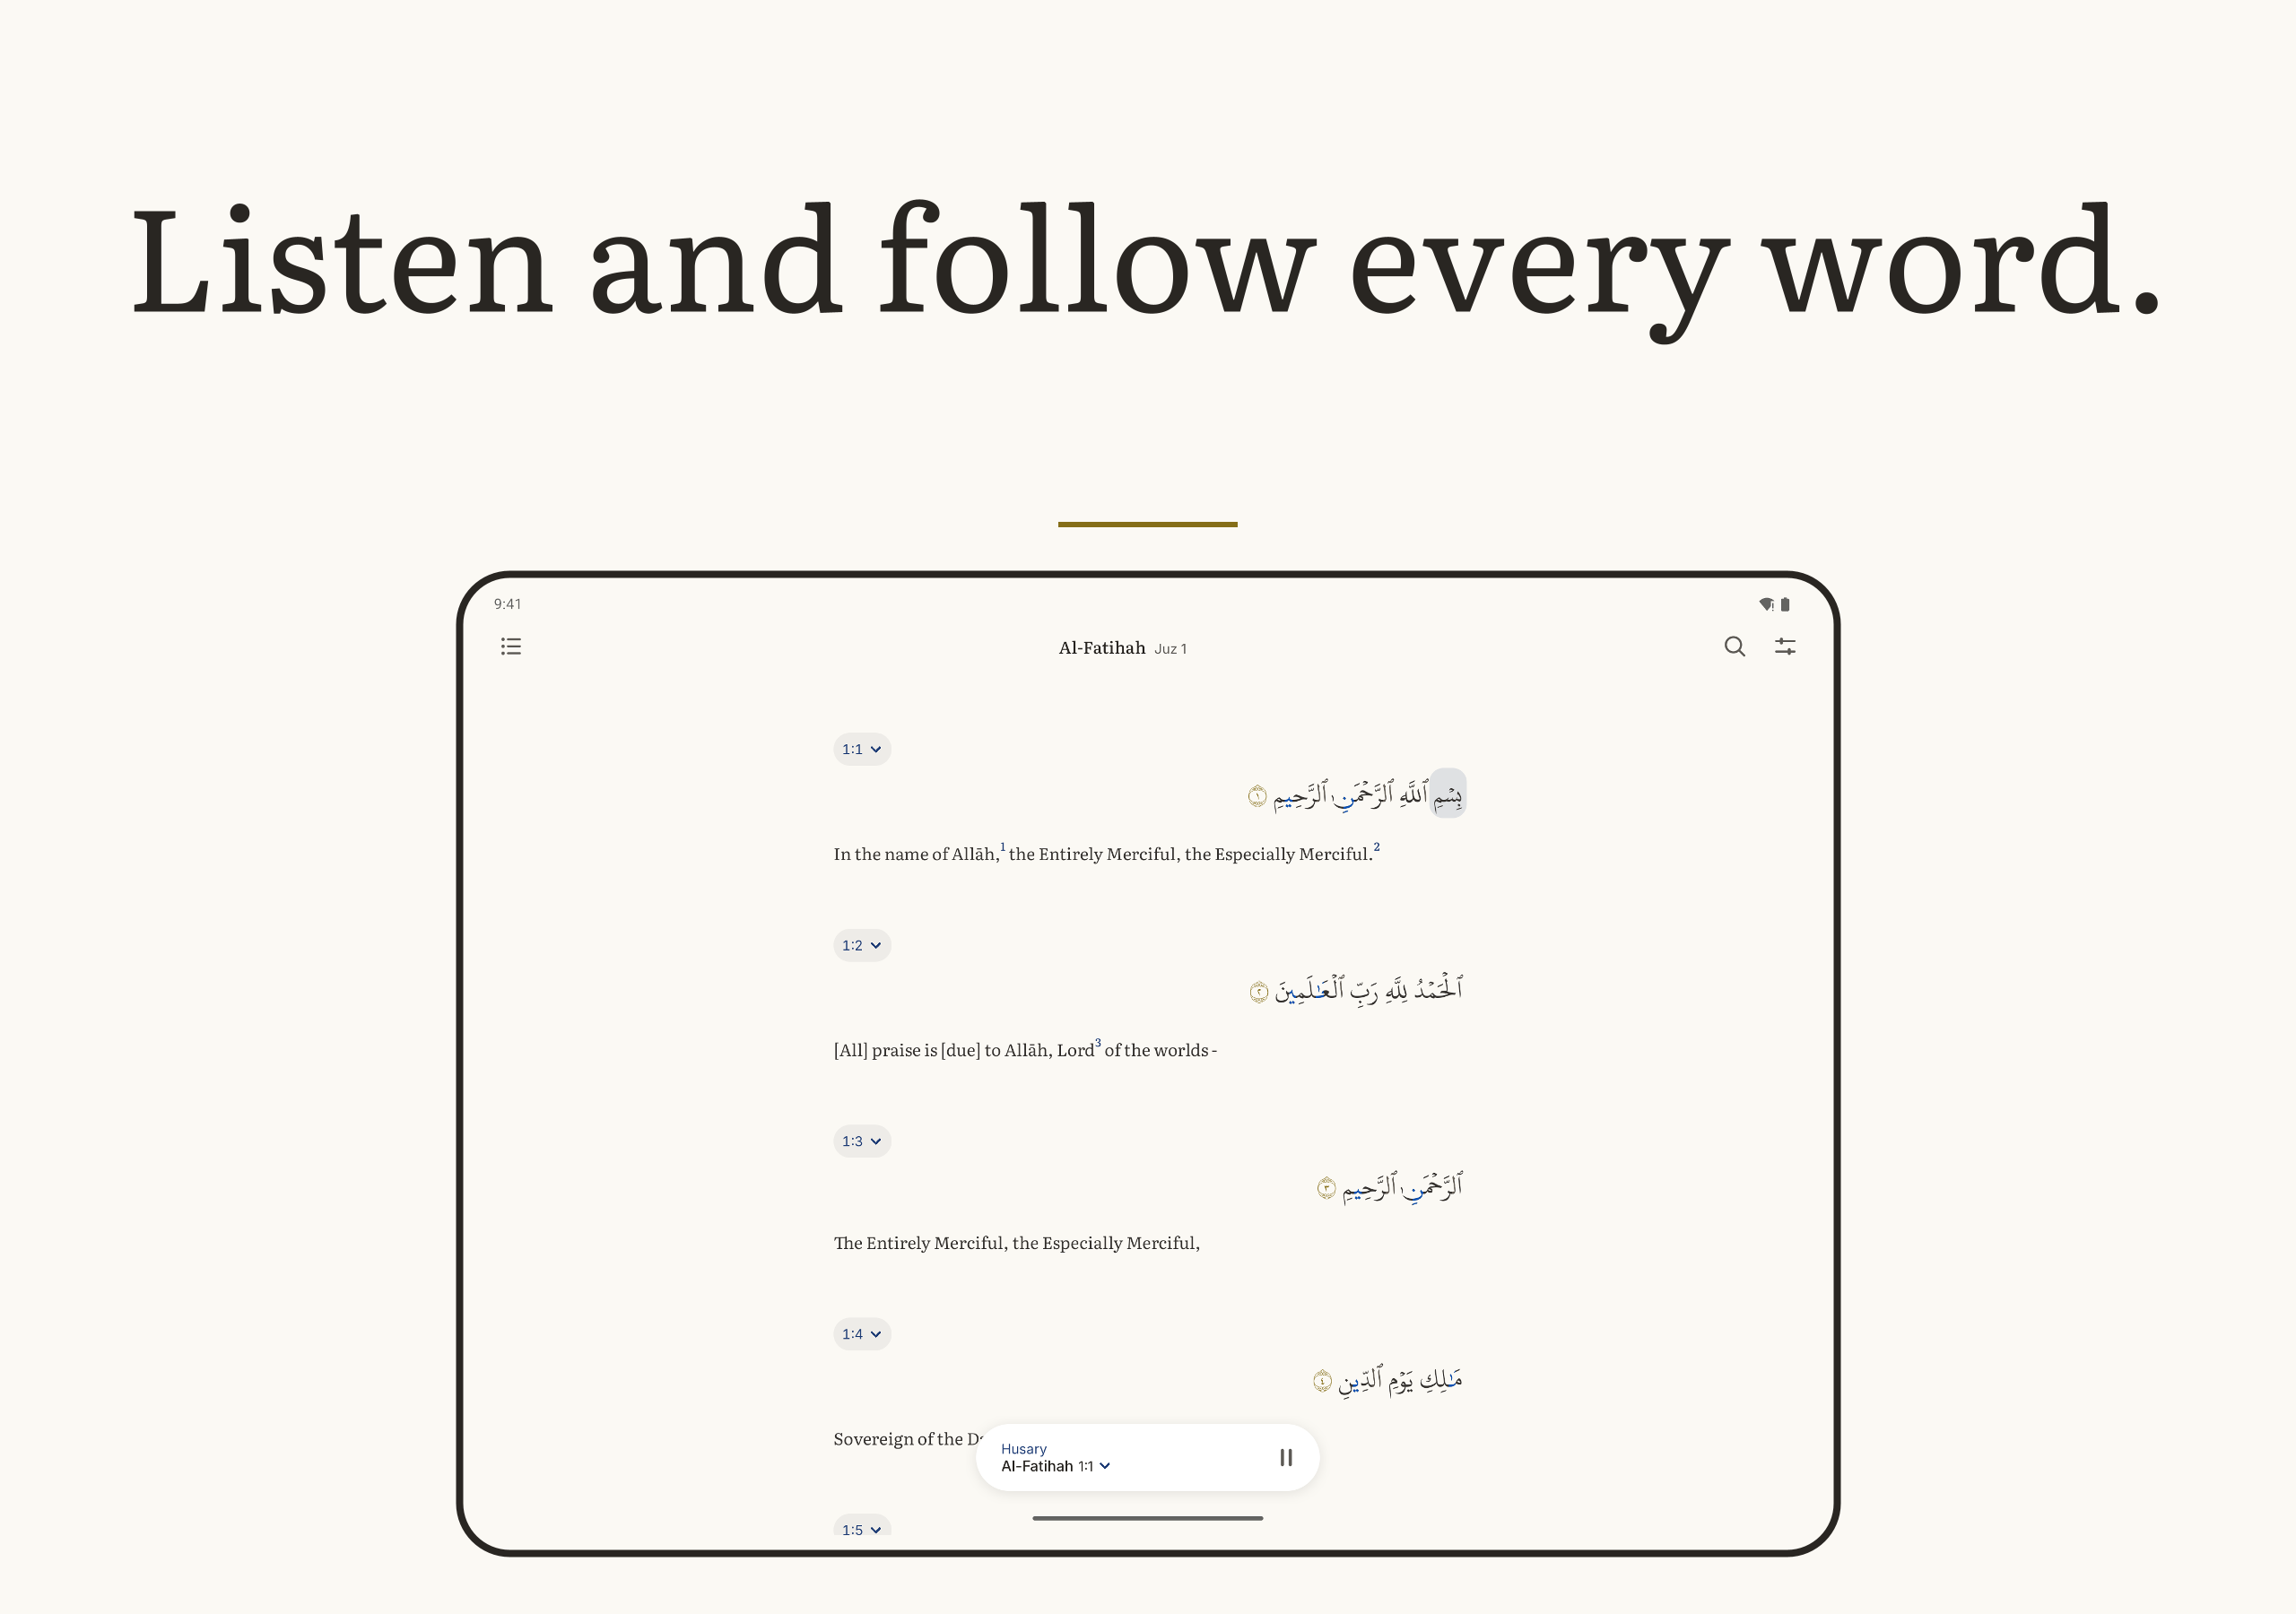 Listen and follow every word.
9:41
Al-Fatihah Juz 1
1:1
بِسۡمِ ٱللَّهِ ٱلرَّحۡمَٰنِ ٱلرَّحِيمِ ١
In the name of Allāh,1 the Entirely Merciful, the Especially Merciful.2
1:2
ٱلۡحَمۡدُ لِلَّهِ رَبِّ ٱلۡعَٰلَمِينَ ٢
[All] praise is [due] to Allāh, Lord3 of the worlds -
1:3
ٱلرَّحۡمَٰنِ ٱلرَّحِيمِ ٣
The Entirely Merciful, the Especially Merciful,
1:4
مَٰلِكِ يَوۡمِ ٱلدِّينِ ٤
Sovereign of the
Husary
Al-Fatihah 1:1
1:5